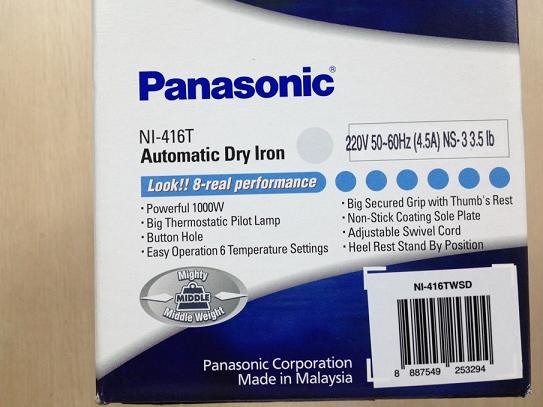 Panasonic®
NI-416T
Automatic Dry Iron
220V 50~60Hz (4.5A) NS-3 3.5 lb
Look!! 8-real performance
• Powerful 1000W
• Big Thermostatic Pilot Lamp
• Button Hole
• Easy Operation 6 Temperature Settings
• Big Secured Grip with Thumb's Rest
• Non-Stick Coating Sole Plate
• Adjustable Swivel Cord
• Heel Rest Stand By Position
Mighty
MIDDLE
Middle Weight
NI-416TWSD
8 887549 253294
Panasonic Corporation
Made in Malaysia